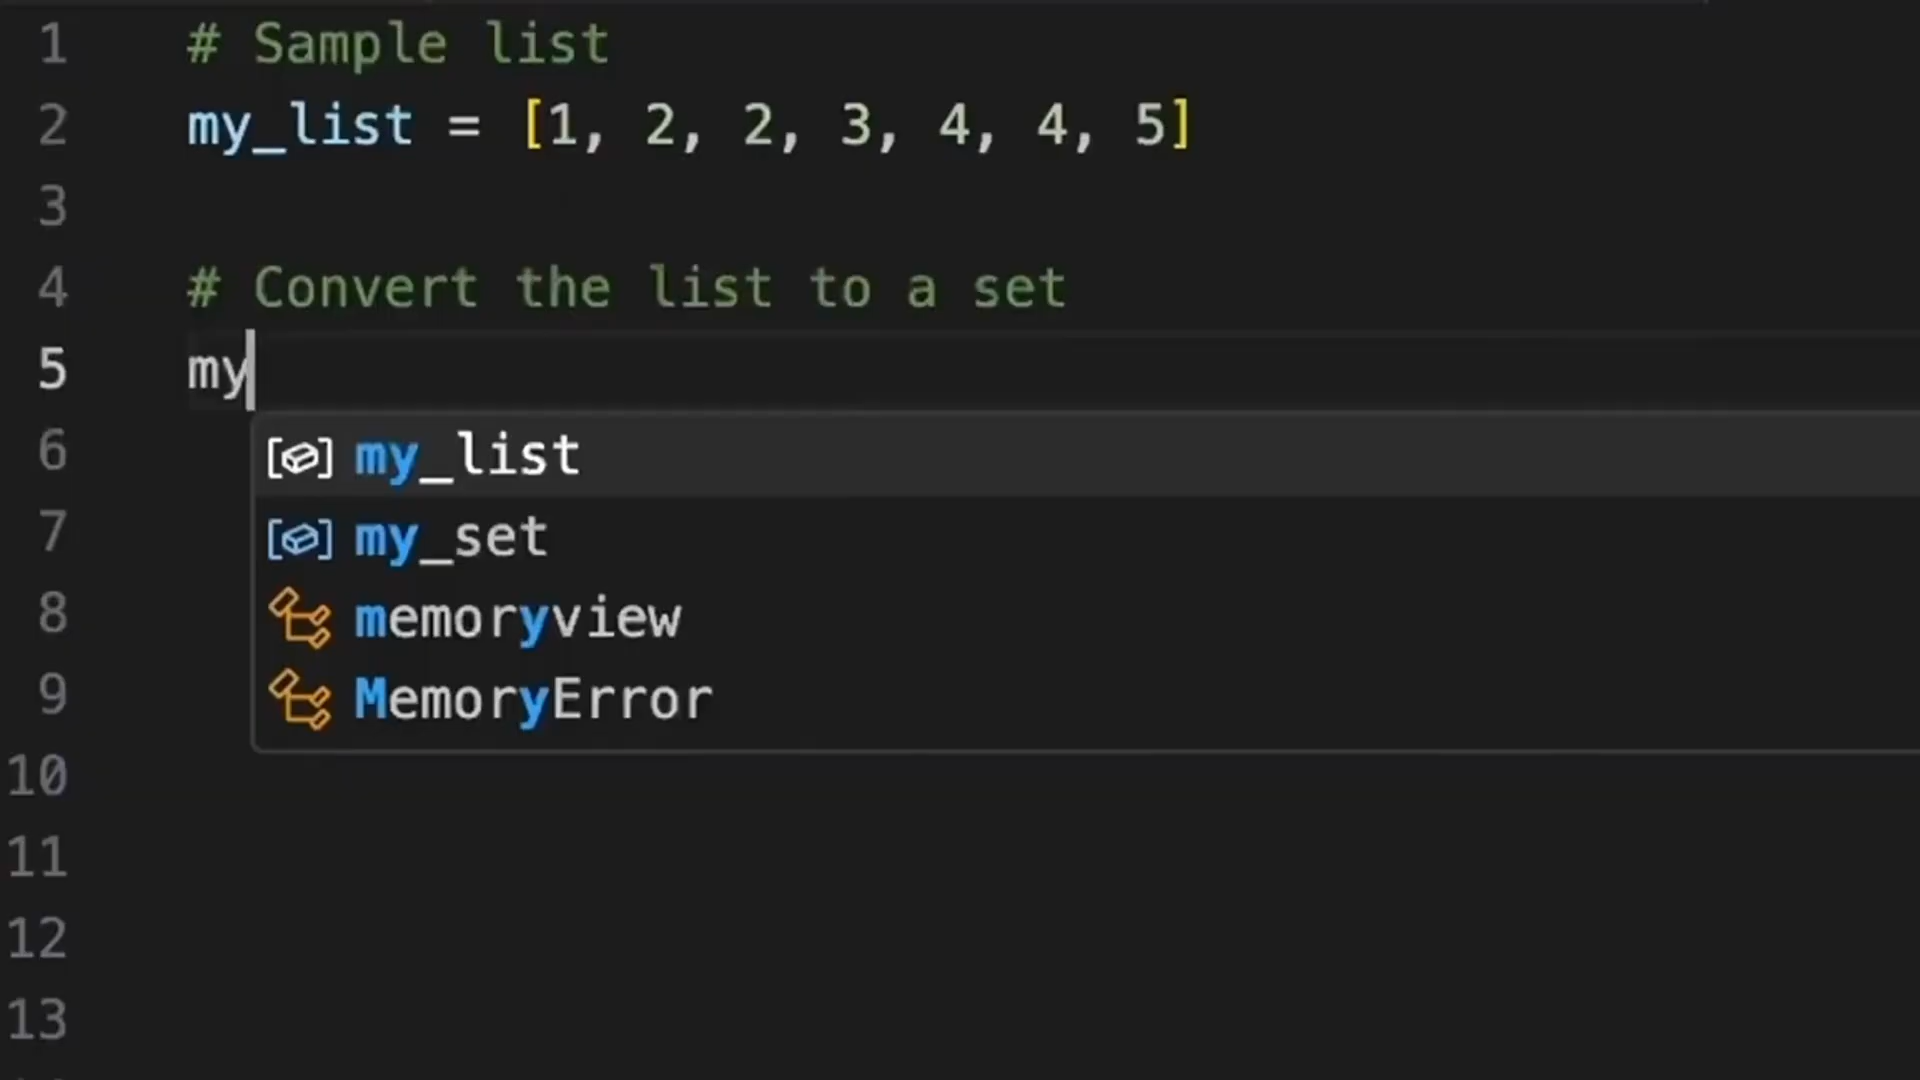 1 # Sample list
2 my_list = [1, 2, 2, 3, 4, 4, 5]
3
4 # Convert the list to a set
5 my
6 my_list
7 my_set
8 memoryview
9 MemoryError
10
11
12
13